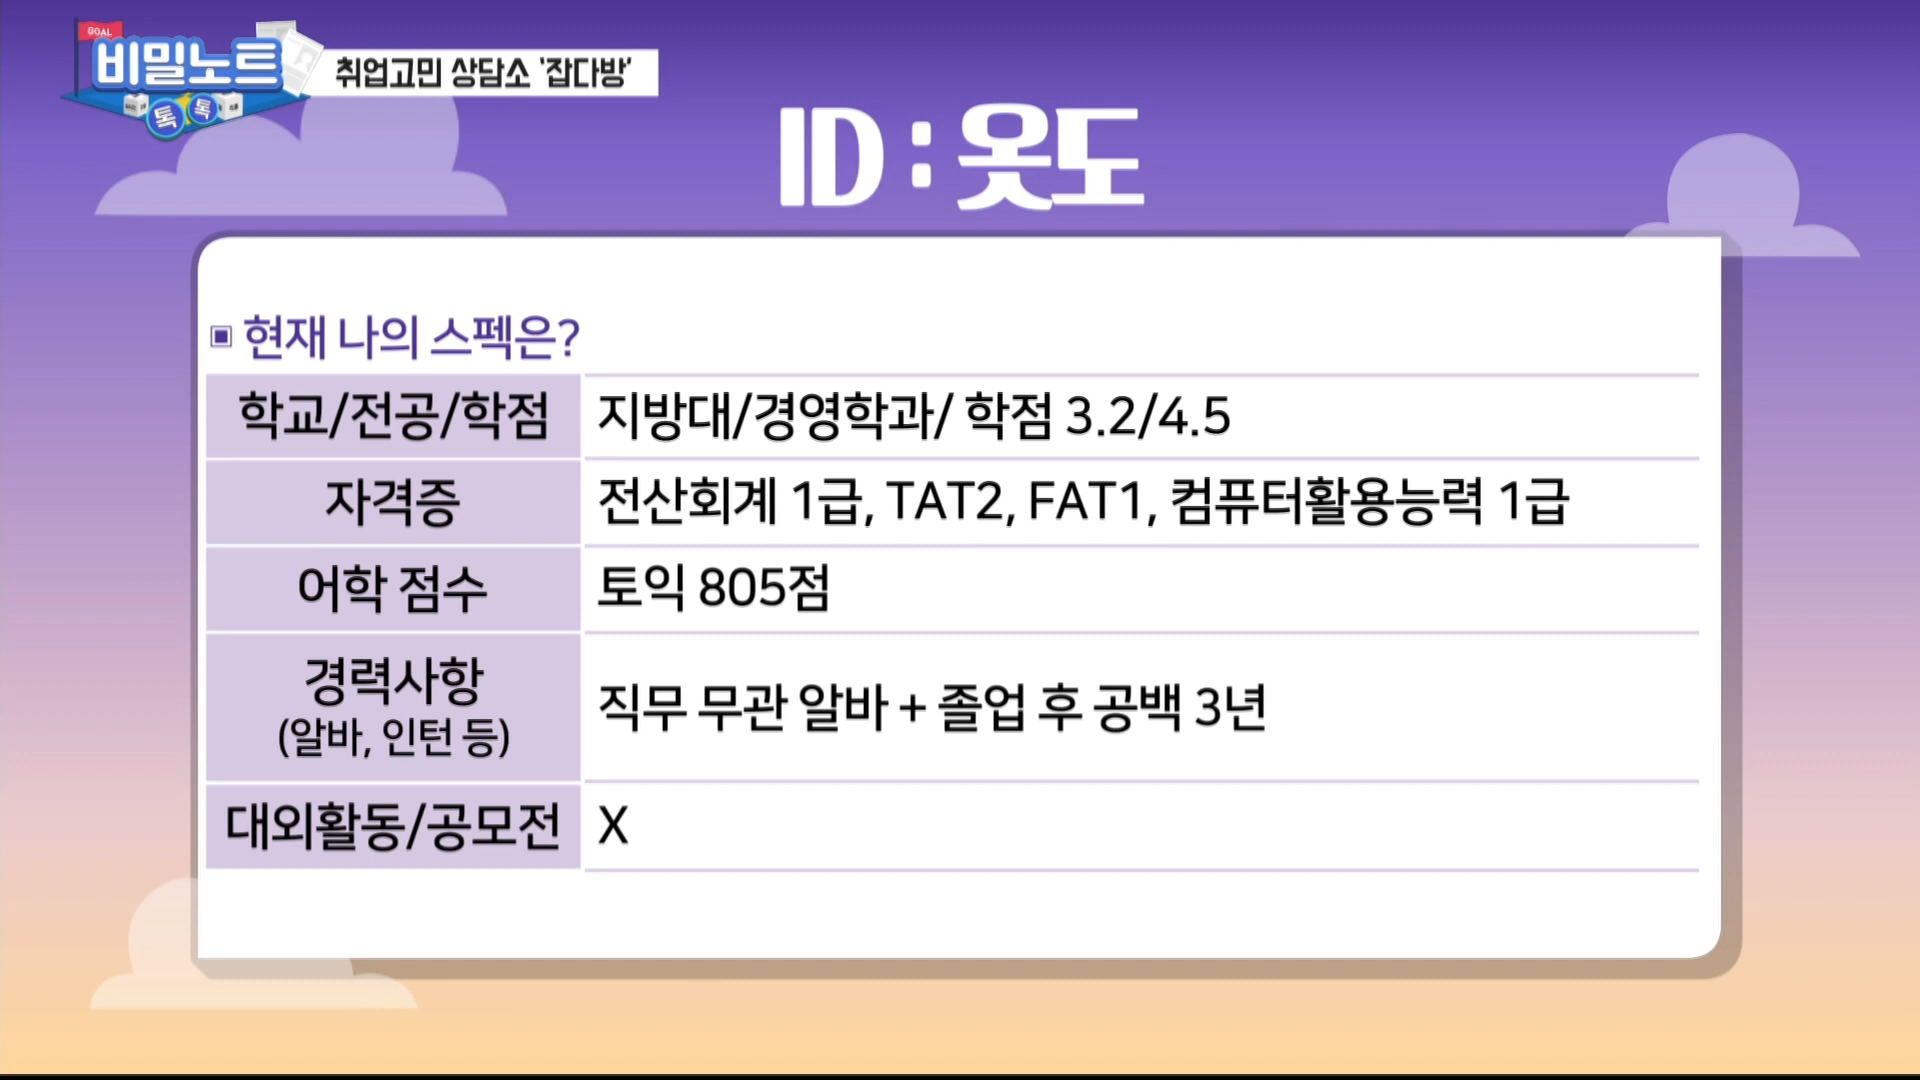 GOAL
비밀노트
톡톡
취업고민 상담소 '잡다방'
ID : 옷도
▣ 현재 나의 스펙은?
학교/전공/학점 지방대/경영학과/ 학점 3.2/4.5
자격증 전산회계 1급, TAT2, FAT1, 컴퓨터활용능력 1급
어학 점수 토익 805점
경력사항
(알바, 인턴 등) 직무 무관 알바 + 졸업 후 공백 3년
대외활동/공모전 X